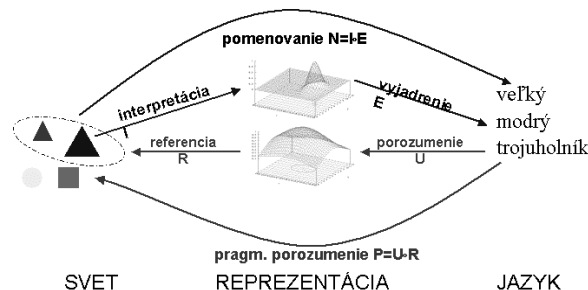 pomenovanie N=I∘E
interpretácia
I
vyjadrenie
E
veľký
modrý
trojuholník
referencia
R
porozumenie
U
pragm. porozumenie P=U∘R
SVET
REPREZENTÁCIA
JAZYK